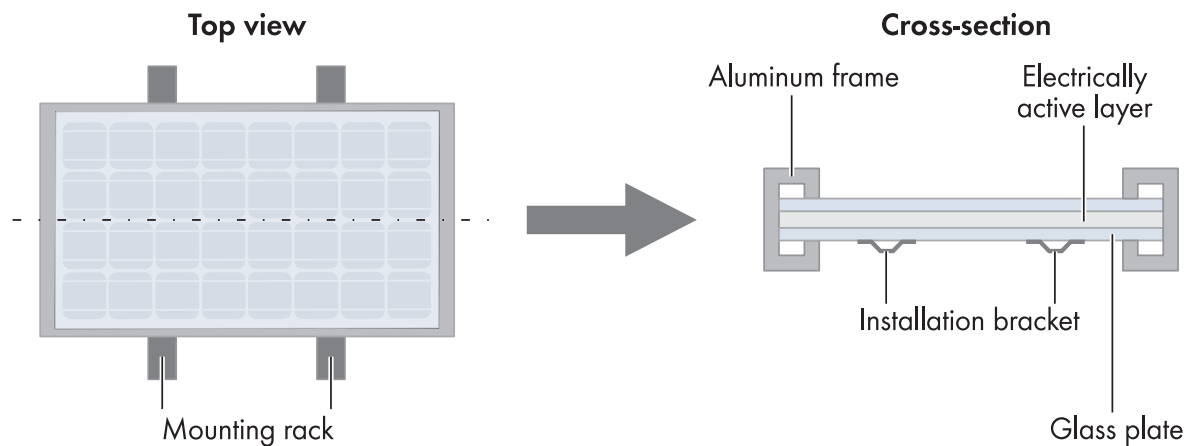 Top view
Mounting rack
Cross-section
Aluminum frame
Electrically
active layer
Installation bracket
Glass plate